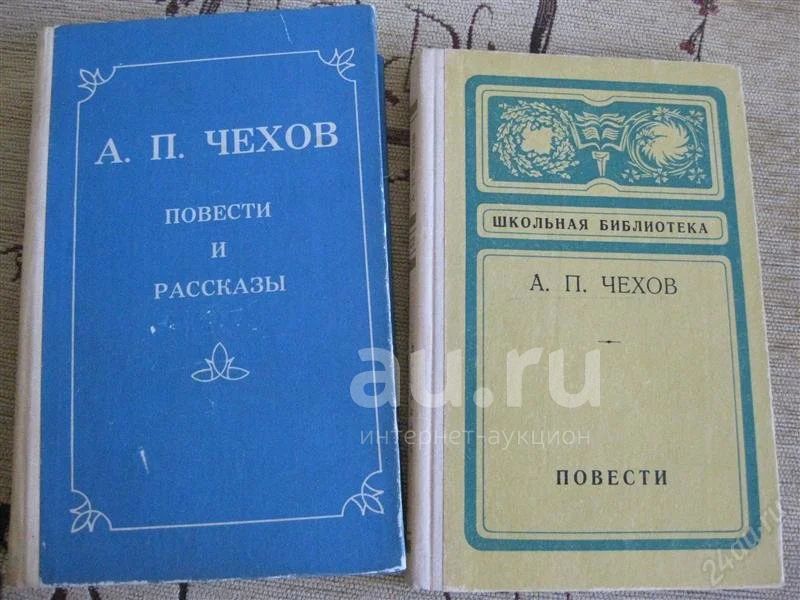 А. П. ЧЕХОВ
ПОВЕСТИ
И
РАССКАЗЫ
ШКОЛЬНАЯ БИБЛИОТЕКА
А. П. ЧЕХОВ
ПОВЕСТИ
au.ru
интернет-аукцион
24au.ru